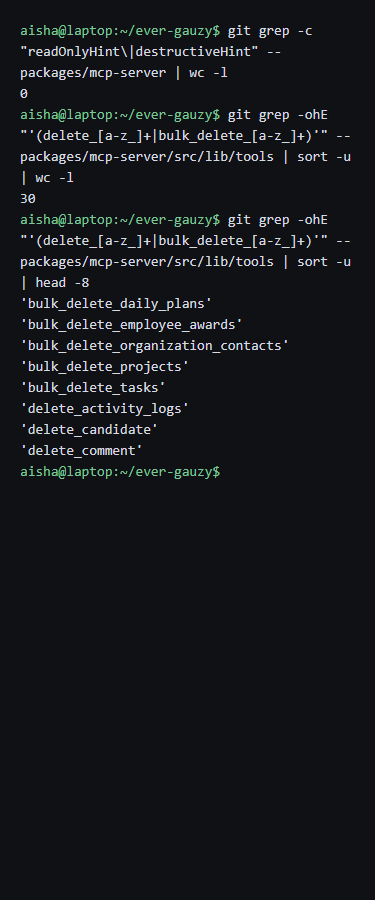 aisha@laptop:~/ever-gauzy$ git grep -c
"readOnlyHint\|destructiveHint" --
packages/mcp-server | wc -l
0
aisha@laptop:~/ever-gauzy$ git grep -ohE
"'(delete_[a-z_]+|bulk_delete_[a-z_]+)'" --
packages/mcp-server/src/lib/tools | sort -u
| wc -l
30
aisha@laptop:~/ever-gauzy$ git grep -ohE
"'(delete_[a-z_]+|bulk_delete_[a-z_]+)'" --
packages/mcp-server/src/lib/tools | sort -u
| head -8
'bulk_delete_daily_plans'
'bulk_delete_employee_awards'
'bulk_delete_organization_contacts'
'bulk_delete_projects'
'bulk_delete_tasks'
'delete_activity_logs'
'delete_candidate'
'delete_comment'
aisha@laptop:~/ever-gauzy$